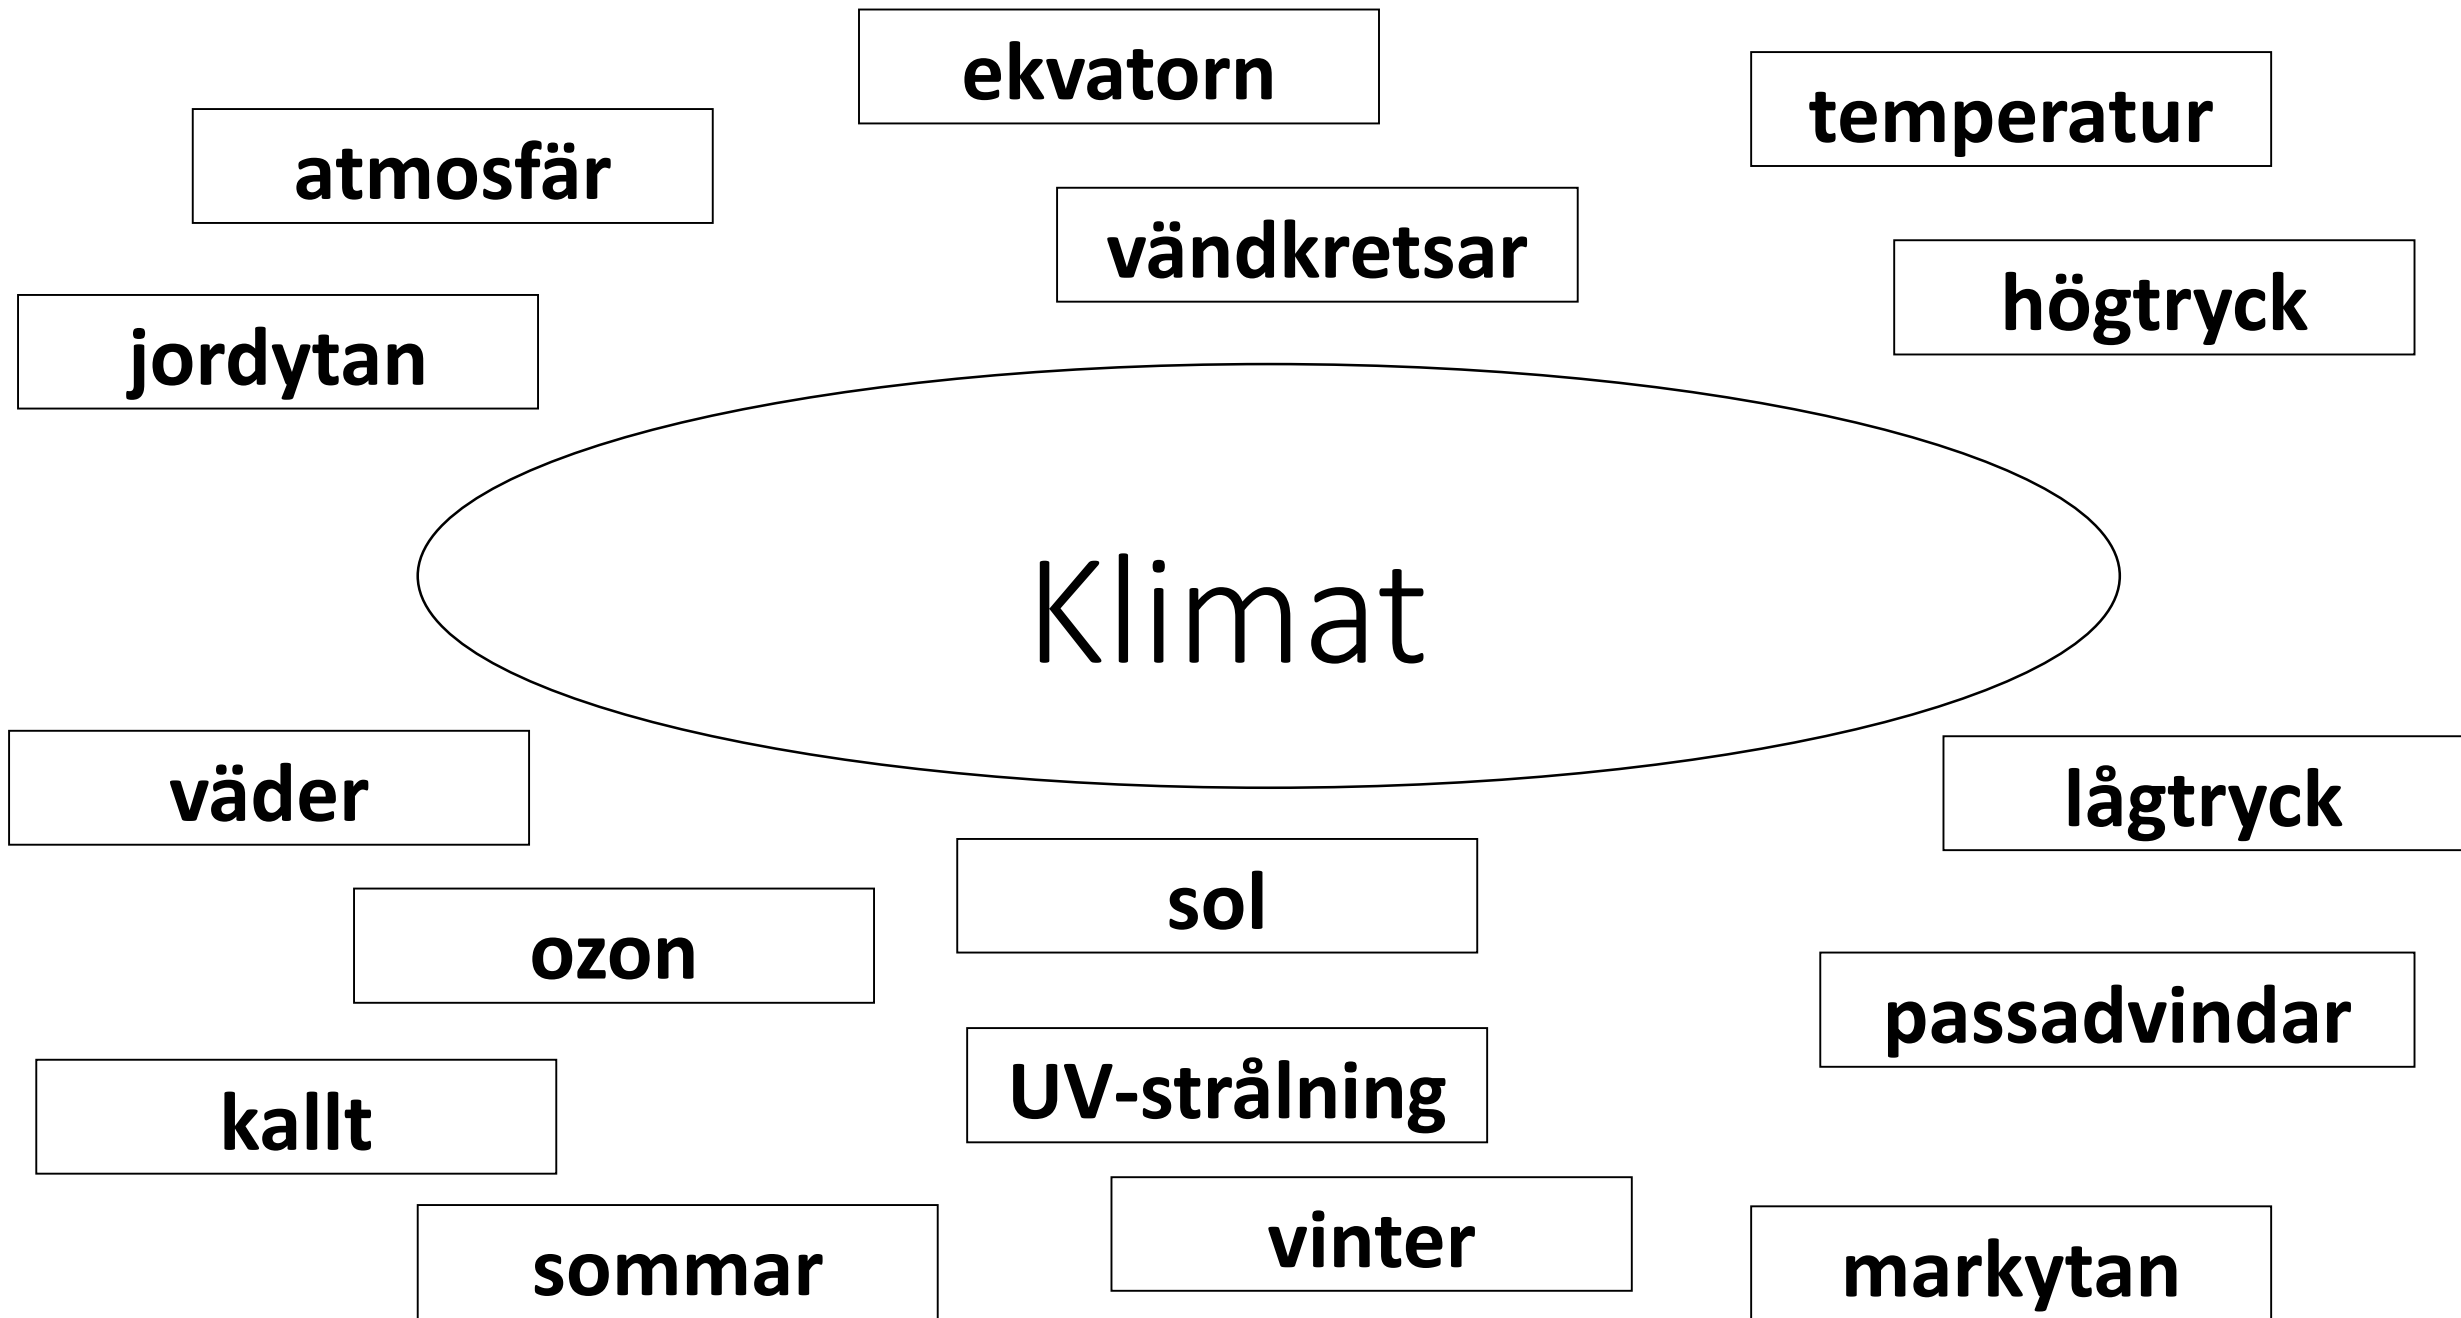 ekvatorn
temperatur
atmosfär
vändkretsar
högtryck
jordytan
Klimat
väder
lågtryck
sol
ozon
passadvindar
UV-strålning
kallt
vinter
sommar
markytan